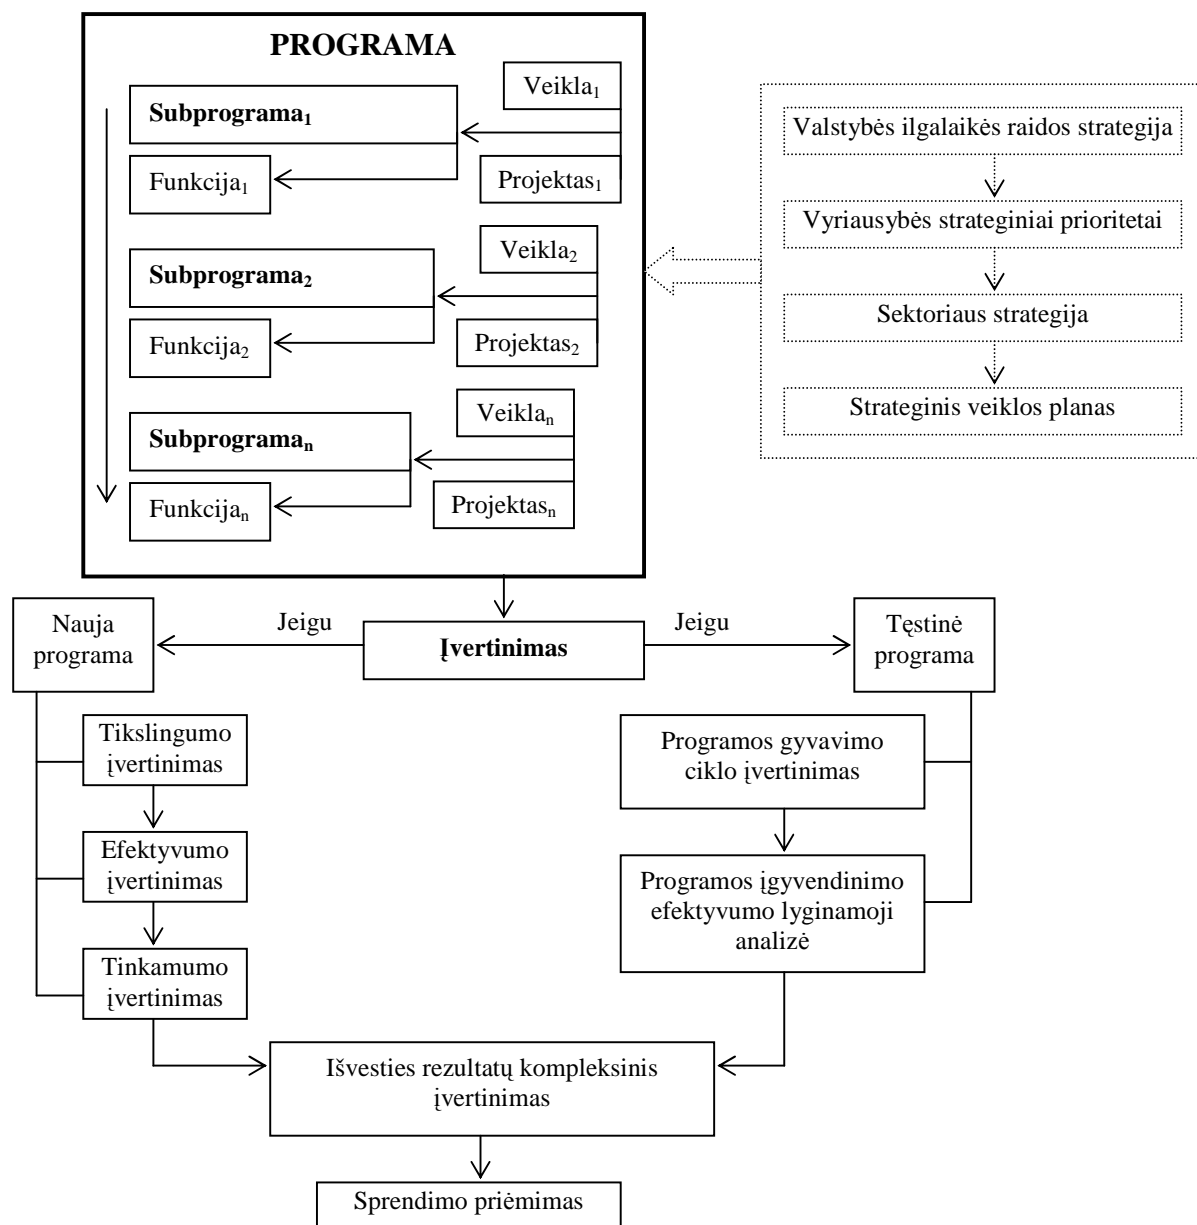 PROGRAMA
Veikla₁
Subprograma₁
Funkcija₁
Projektas₁
Veikla₂
Subprograma₂
Funkcija₂
Projektas₂
Veiklaₙ
Subprogramaₙ
Funkcijaₙ
Projektasₙ
Valstybės ilgalaikės raidos strategija
Vyriausybės strateginiai prioritetai
Sektoriaus strategija
Strateginis veiklos planas
Nauja
programa
Jeigu
Įvertinimas
Jeigu
Tęstinė
programa
Tikslingumo
įvertinimas
Efektyvumo
įvertinimas
Tinkamumo
įvertinimas
Programos gyvavimo
ciklo įvertinimas
Programos įgyvendinimo
efektyvumo lyginamoji
analizė
Išvesties rezultatų kompleksinis
įvertinimas
Sprendimo priėmimas